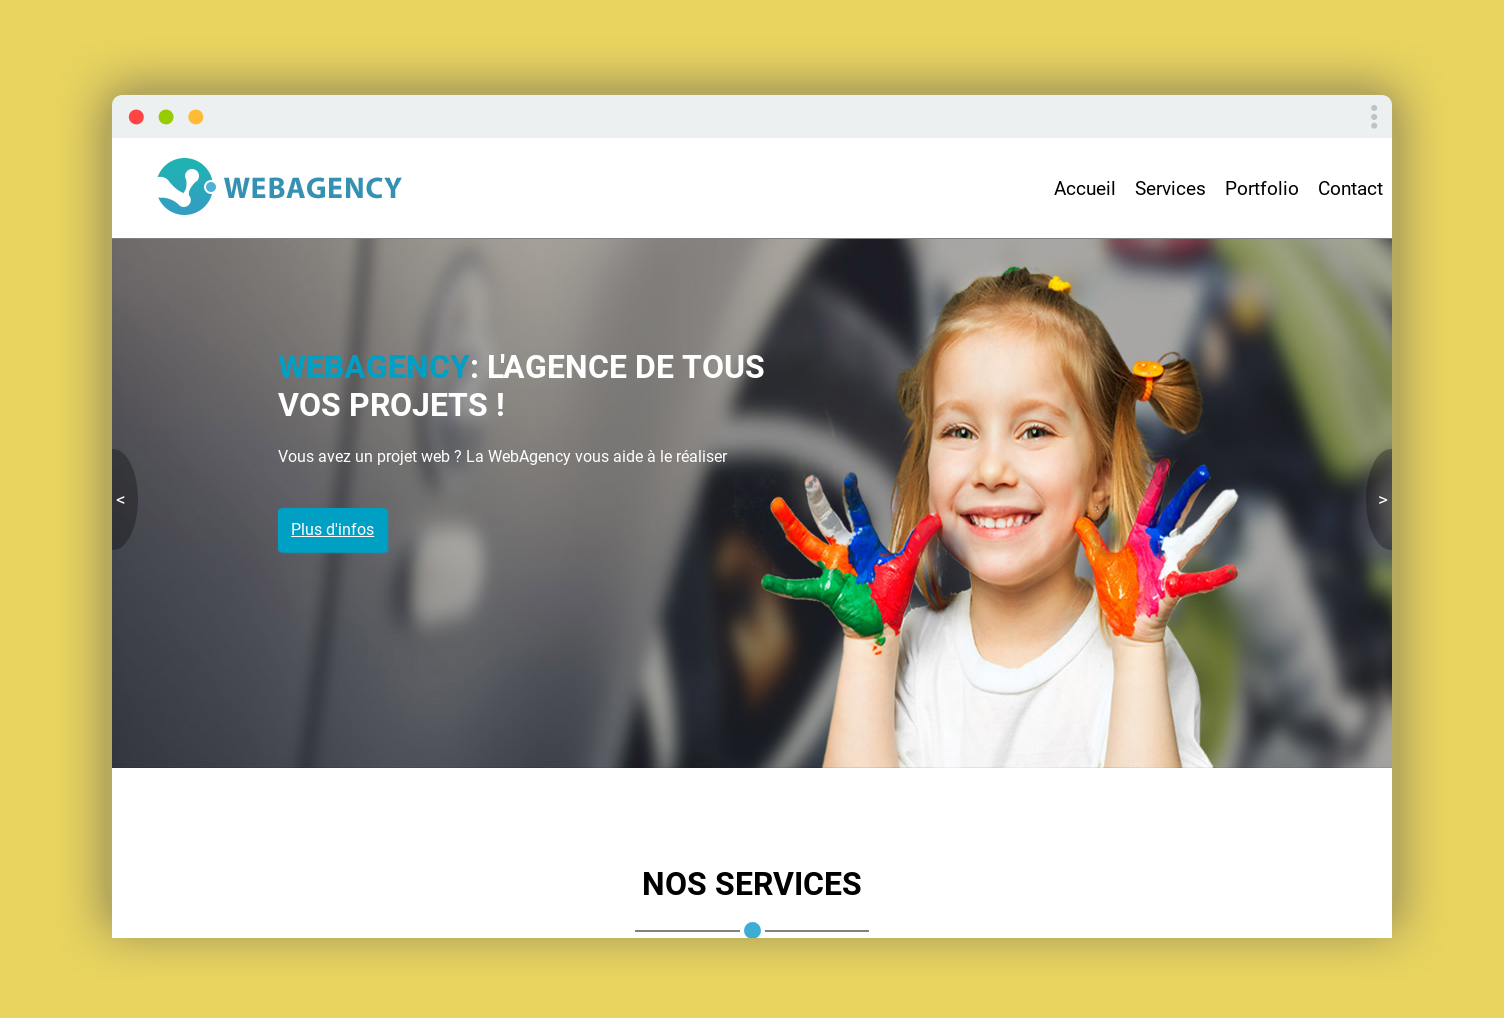 WEBAGENCY
Accueil Services Portfolio Contact
WEBAGENCY: L'AGENCE DE TOUS
VOS PROJETS !
Vous avez un projet web ? La WebAgency vous aide à le réaliser
<
>
Plus d'infos
NOS SERVICES